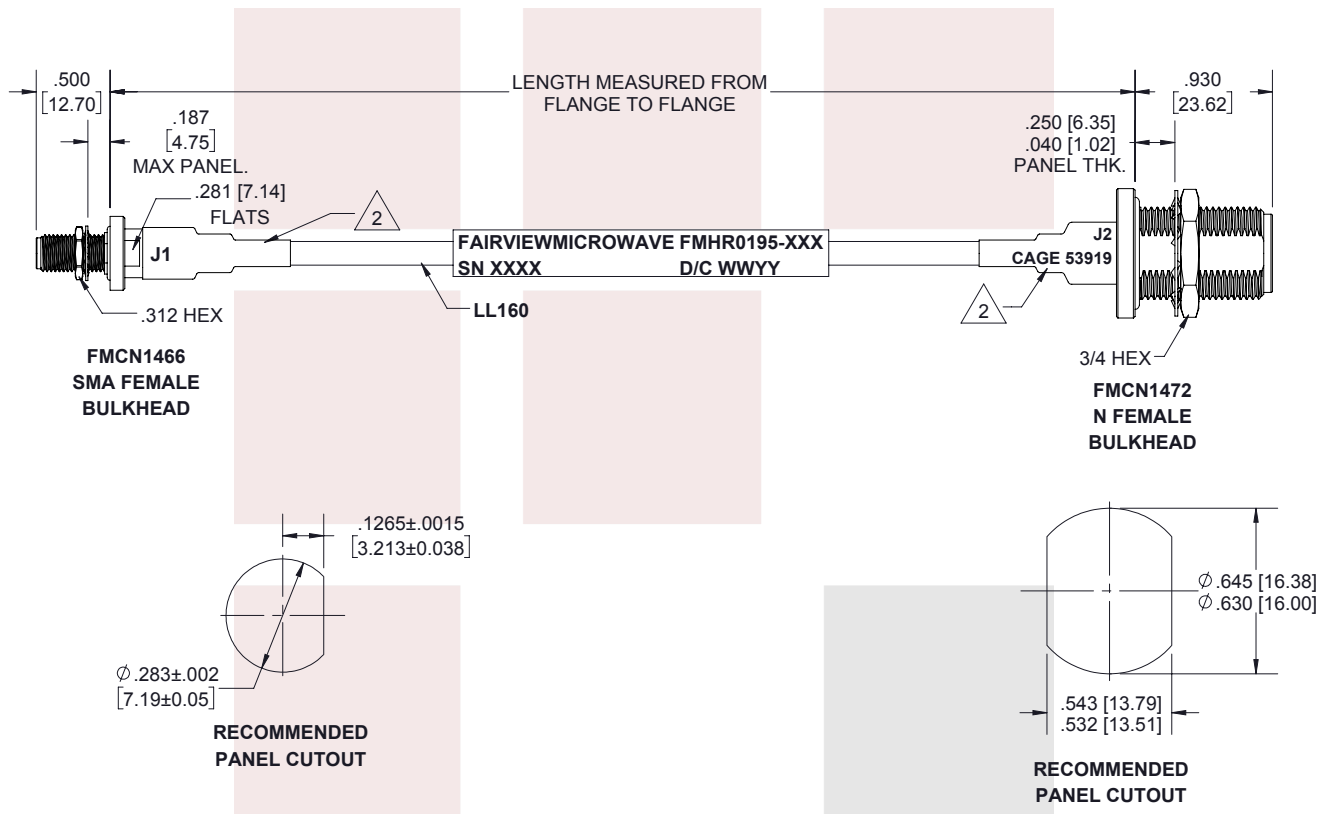 .500
[12.70]
LENGTH MEASURED FROM
FLANGE TO FLANGE
.930
[23.62]
.187
[4.75]
MAX PANEL.
.250 [6.35]
.040 [1.02]
PANEL THK.
.281 [7.14]
FLATS
2
J1
FAIRVIEWMICROWAVE FMHR0195-XXX
SN XXXX D/C WWYY
J2
CAGE 53919
2
.312 HEX
LL160
FMCN1466
SMA FEMALE
BULKHEAD
3/4 HEX
FMCN1472
N FEMALE
BULKHEAD
.1265±.0015
[3.213±0.038]
∅.283±.002
[7.19±0.05]
RECOMMENDED
PANEL CUTOUT
∅.645 [16.38]
∅.630 [16.00]
.543 [13.79]
.532 [13.51]
RECOMMENDED
PANEL CUTOUT